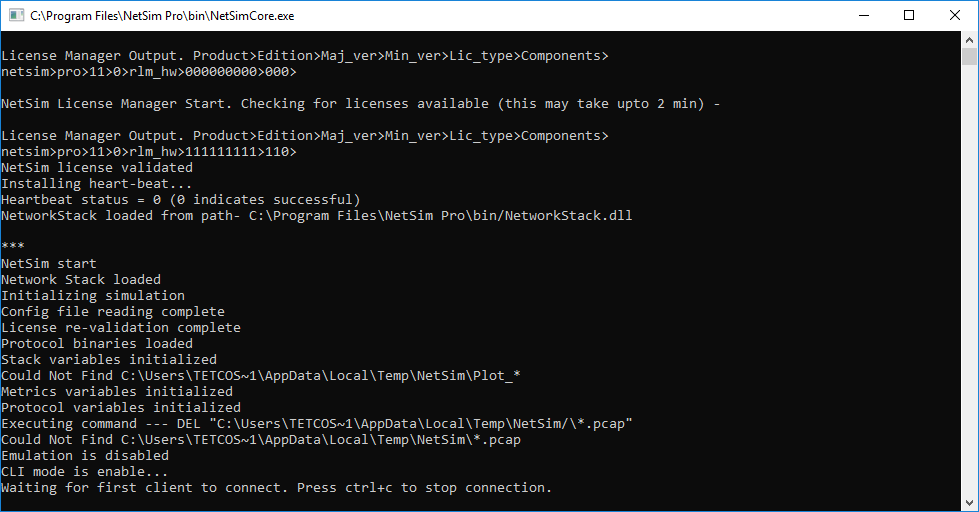 C:\Program Files\NetSim Pro\bin\NetSimCore.exe
License Manager Output. Product>Edition>Maj_ver>Min_ver>Lic_type>Components>
netsim>pro>11>0>rlm_hw>000000000>000>
NetSim License Manager Start. Checking for licenses available (this may take upto 2 min) -
License Manager Output. Product>Edition>Maj_ver>Min_ver>Lic_type>Components>
netsim>pro>11>0>rlm_hw>111111111>110>
NetSim license validated
Installing heart-beat...
Heartbeat status = 0 (0 indicates successful)
NetworkStack loaded from path- C:\Program Files\NetSim Pro\bin/NetworkStack.dll
***
NetSim start
Network Stack loaded
Initializing simulation
Config file reading complete
License re-validation complete
Protocol binaries loaded
Stack variables initialized
Could Not Find C:\Users\TETCOS~1\AppData\Local\Temp\NetSim\Plot_*
Metrics variables initialized
Protocol variables initialized
Executing command --- DEL "C:\Users\TETCOS~1\AppData\Local\Temp\NetSim/\*.pcap"
Could Not Find C:\Users\TETCOS~1\AppData\Local\Temp\NetSim\*.pcap
Emulation is disabled
CLI mode is enable...
Waiting for first client to connect. Press ctrl+c to stop connection.